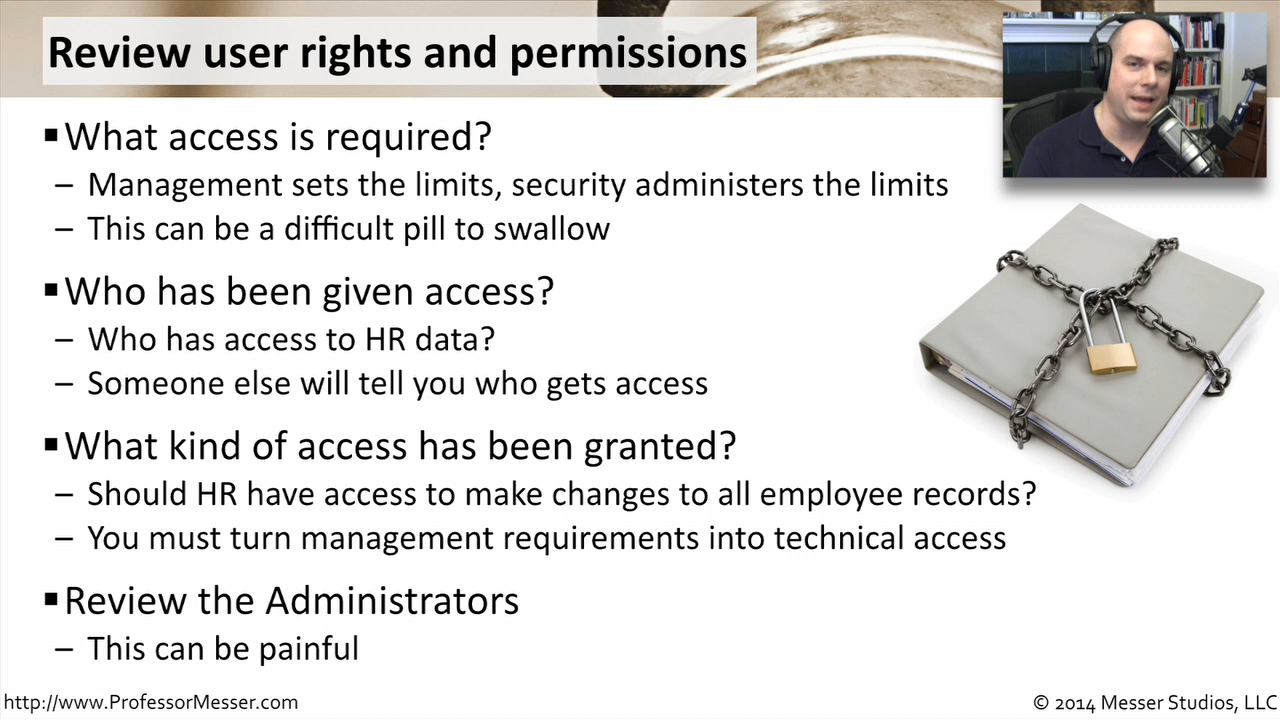 Review user rights and permissions
▪What access is required?
– Management sets the limits, security administers the limits
– This can be a difficult pill to swallow
▪Who has been given access?
– Who has access to HR data?
– Someone else will tell you who gets access
▪What kind of access has been granted?
– Should HR have access to make changes to all employee records?
– You must turn management requirements into technical access
▪Review the Administrators
– This can be painful
http://www.ProfessorMesser.com
© 2014 Messer Studios, LLC